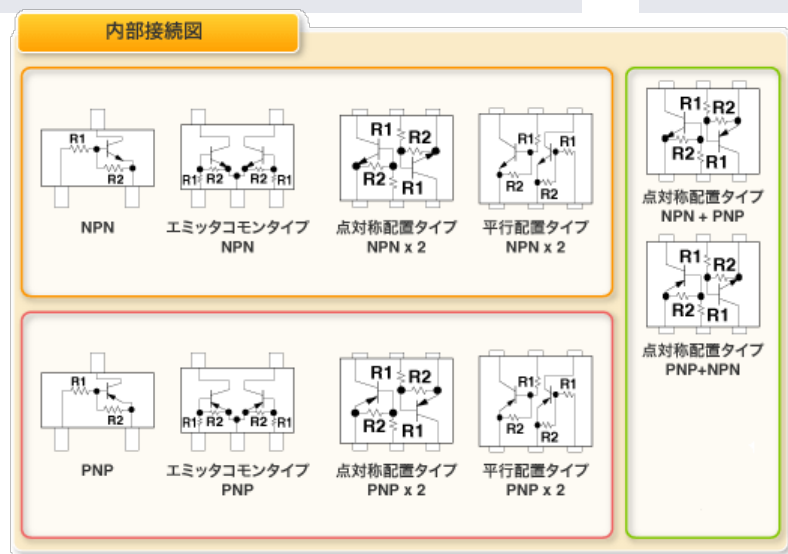 内部接続図
R1
R2
NPN
R1 R2 R2 R1
エミッタコモンタイプ
NPN
R1 R2
R2 R1
点対称配置タイプ
NPN x 2
R1 R1
R2 R2
平行配置タイプ
NPN x 2
R1 R2
R2 R1
点対称配置タイプ
NPN + PNP
R1 R2
R2 R1
点対称配置タイプ
PNP+NPN
R1
R2
PNP
R1 R2 R2 R1
エミッタコモンタイプ
PNP
R1 R2
R2 R1
点対称配置タイプ
PNP x 2
R1 R1
R2 R2
平行配置タイプ
PNP x 2